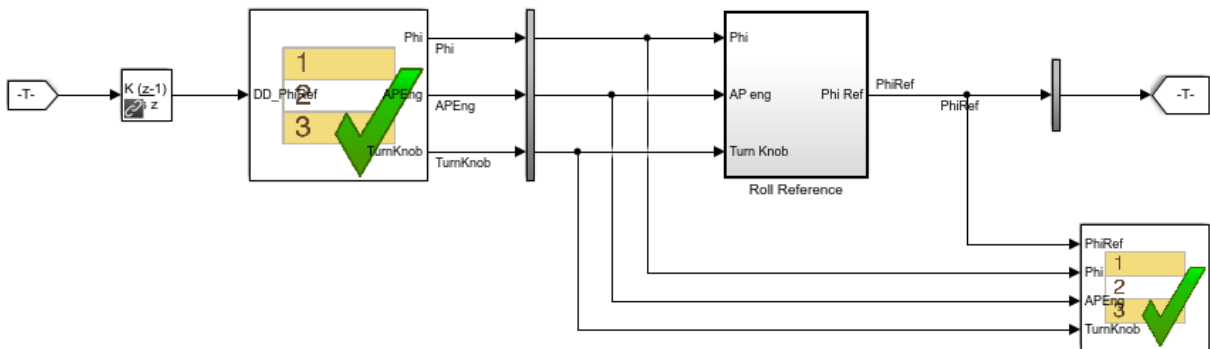 -T-
K (z-1)
s z
DD_PhiRef
1
2
3
Phi
APEng
TurnKnob
Phi
APEng
TurnKnob
Phi
AP eng
Turn Knob
Phi Ref
Roll Reference
PhiRef
PhiRef
-T-
PhiRef
Phi
APEng
TurnKnob
1
2
3